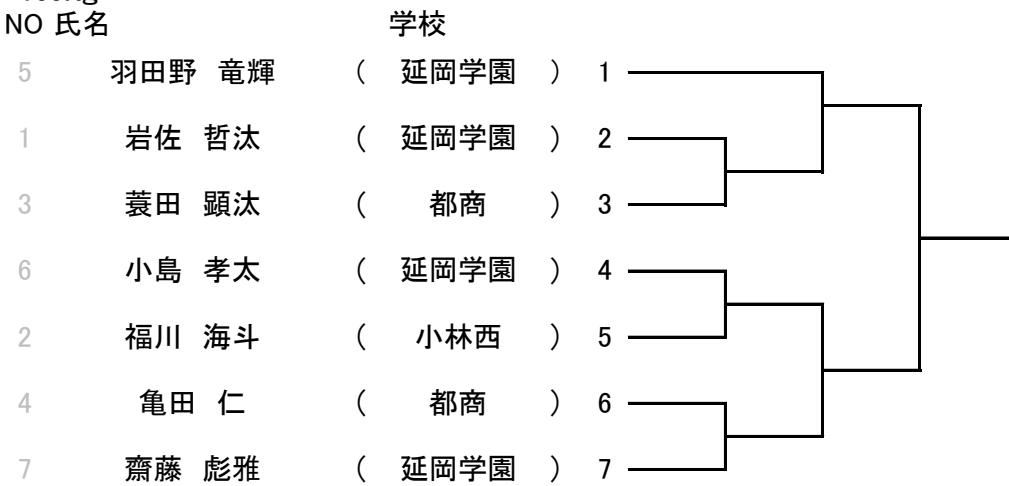 NO 氏名 学校
5 羽田野 竜輝 ( 延岡学園 ) 1
1 岩佐 哲汰 ( 延岡学園 ) 2
3 蓑田 顕汰 ( 都商 ) 3
6 小島 孝太 ( 延岡学園 ) 4
2 福川 海斗 ( 小林西 ) 5
4 亀田 仁 ( 都商 ) 6
7 齋藤 彪雅 ( 延岡学園 ) 7